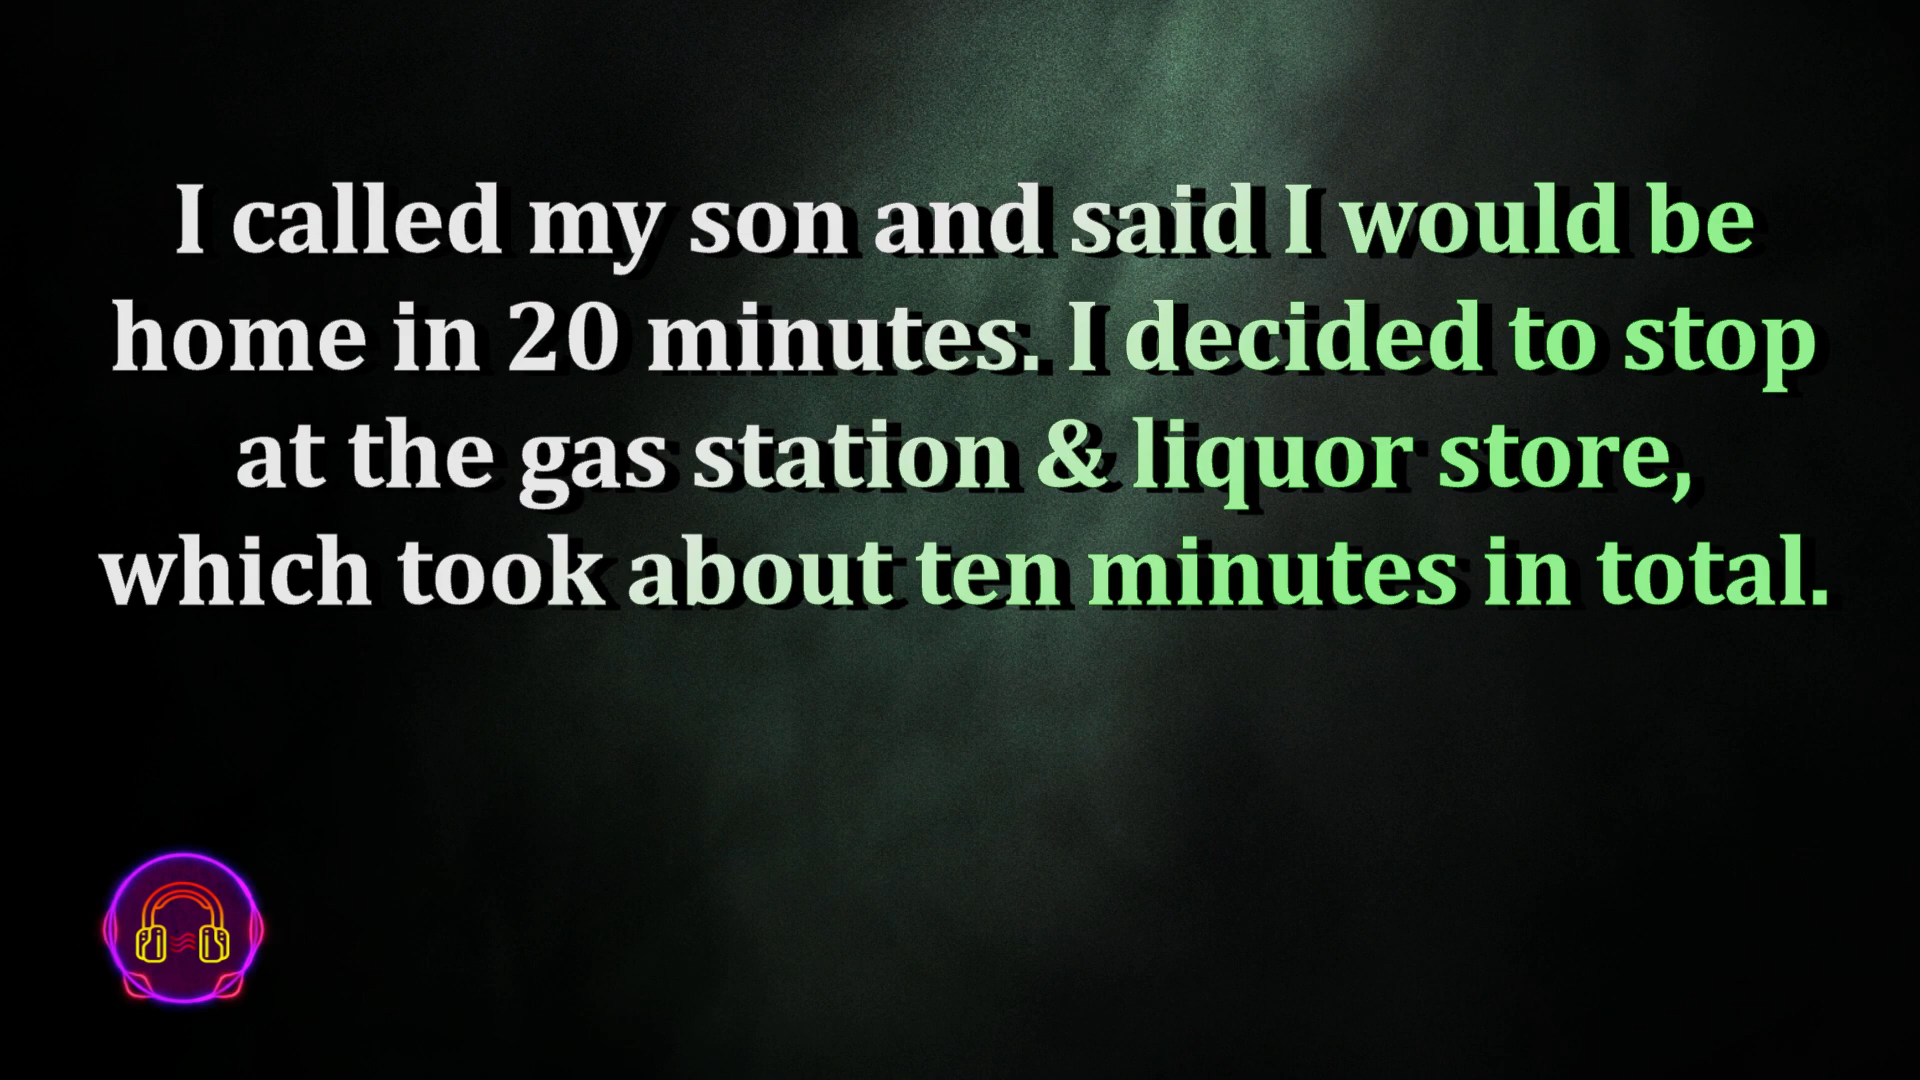 I called my son and said I would be
home in 20 minutes. I decided to stop
at the gas station & liquor store,
which took about ten minutes in total.